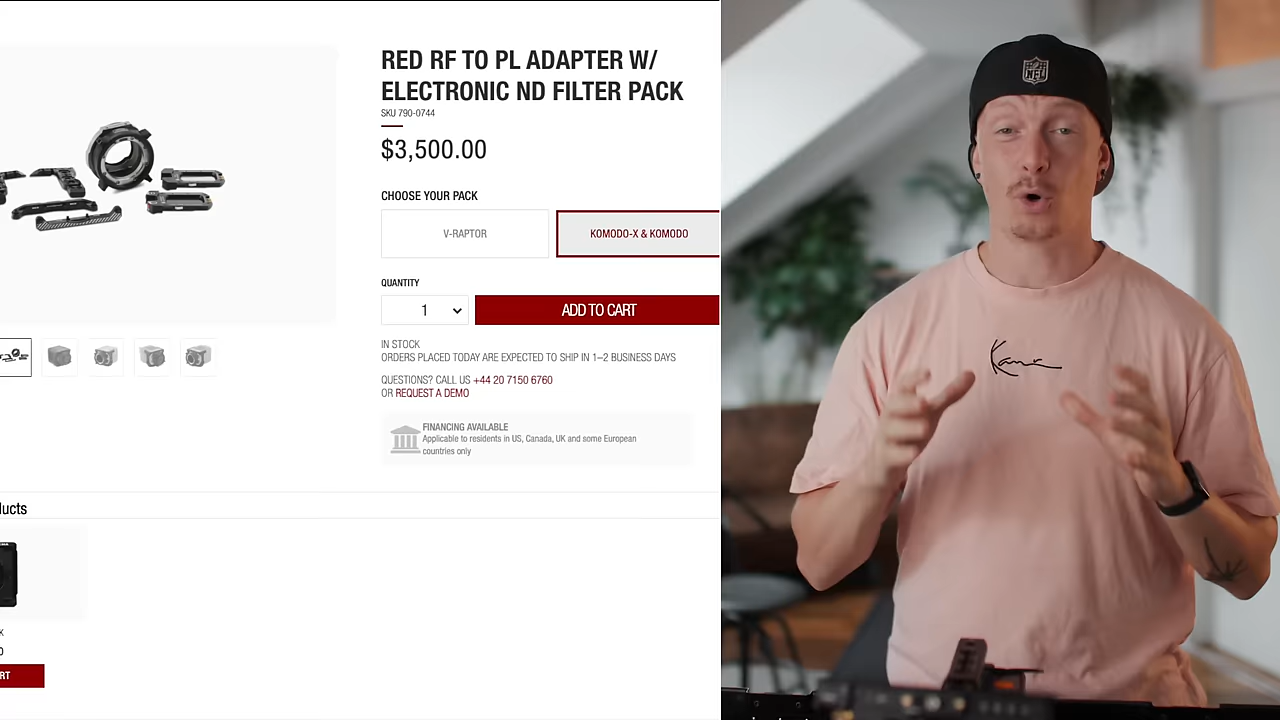 RED RF TO PL ADAPTER W/
ELECTRONIC ND FILTER PACK
SKU 790-0744
$3,500.00
CHOOSE YOUR PACK
V-RAPTOR
KOMODO-X & KOMODO
QUANTITY
1
ADD TO CART
IN STOCK
ORDERS PLACED TODAY ARE EXPECTED TO SHIP IN 1–2 BUSINESS DAYS
QUESTIONS? CALL US +44 20 7150 6760
OR REQUEST A DEMO
FINANCING AVAILABLE
Applicable to residents in US, Canada, UK and some European
countries only
ducts
K
0
RT
NFL
Kani